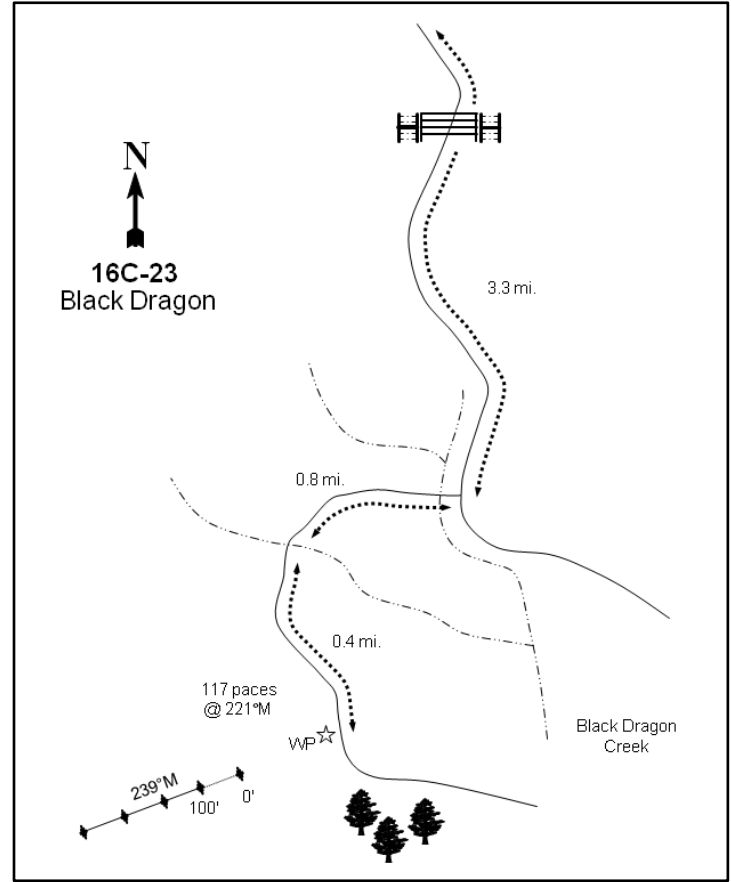 N
16C-23
Black Dragon
3.3 mi.
0.8 mi.
0.4 mi.
117 paces
@ 221°M
WP
Black Dragon
Creek
239°M
100'
0'